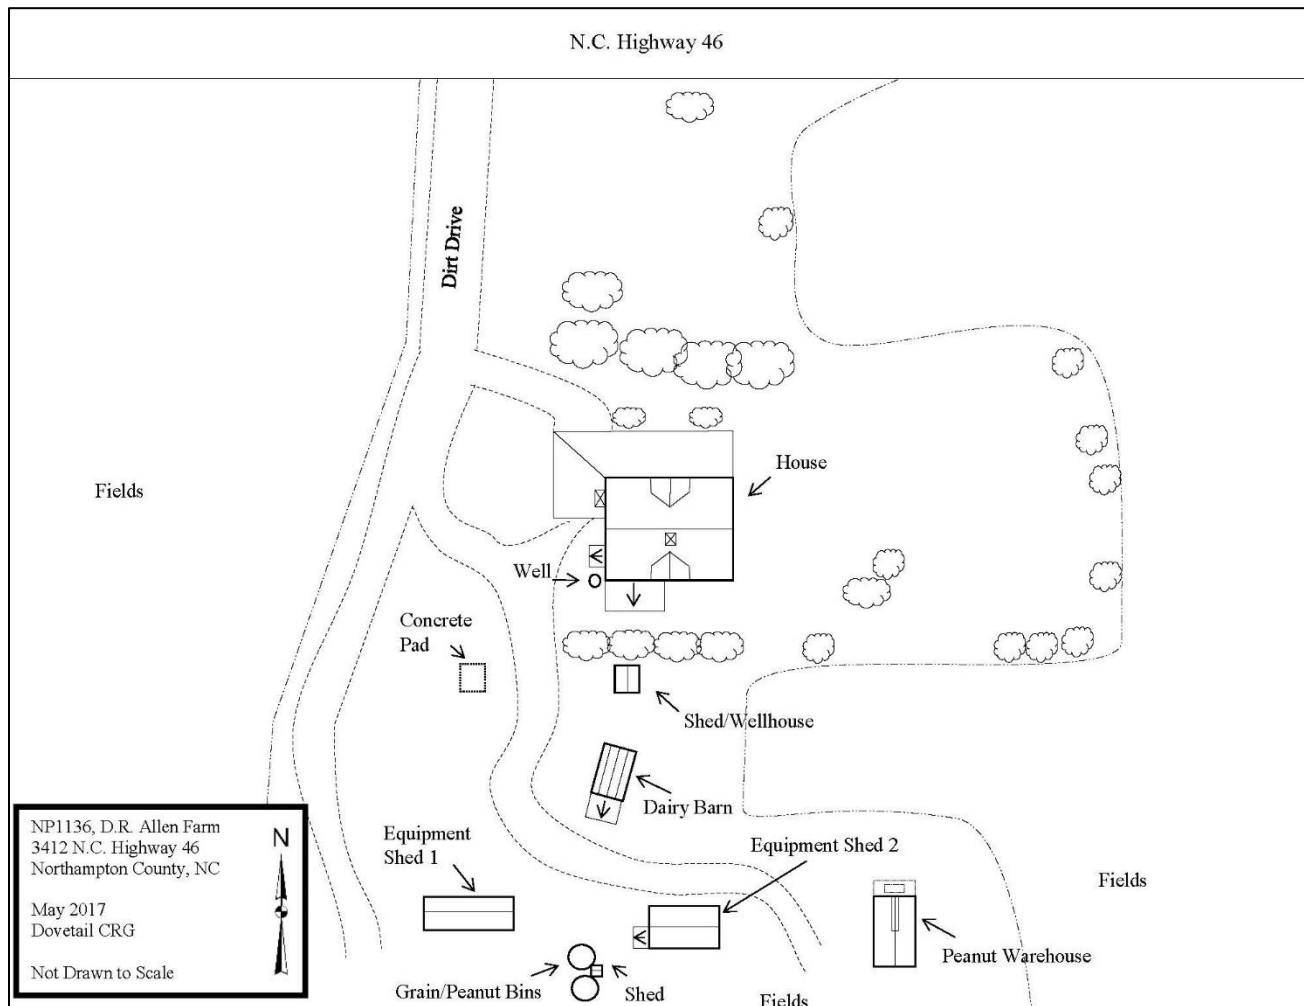 N.C. Highway 46
Dirt Drive
House
Fields
Well
Concrete
Pad
Shed/Wellhouse
Dairy Barn
Equipment
Shed 1
Equipment Shed 2
Fields
Peanut Warehouse
Grain/Peanut Bins
Shed
Fields
NP1136, D.R. Allen Farm
3412 N.C. Highway 46
Northampton County, NC
May 2017
Dovetail CRG
Not Drawn to Scale
N